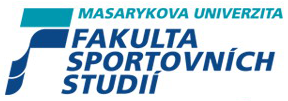 MASARYKOVA UNIVERZITA
FAKULTA
SPORTOVNÍCH
STUDIÍ